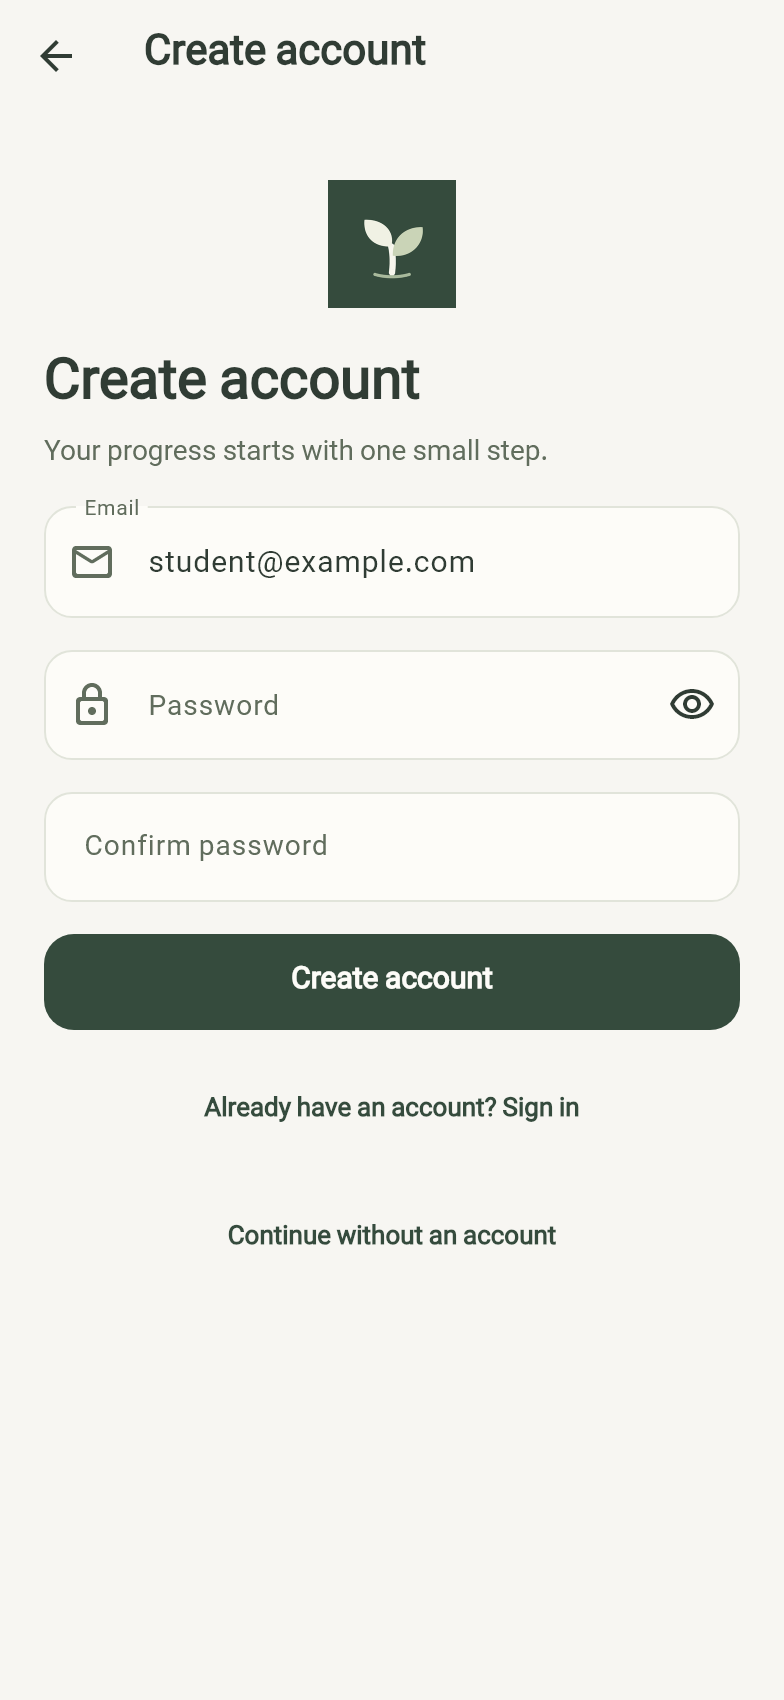 Create account
Create account
Your progress starts with one small step.
Email
student@example.com
Password
Confirm password
Create account
Already have an account? Sign in
Continue without an account